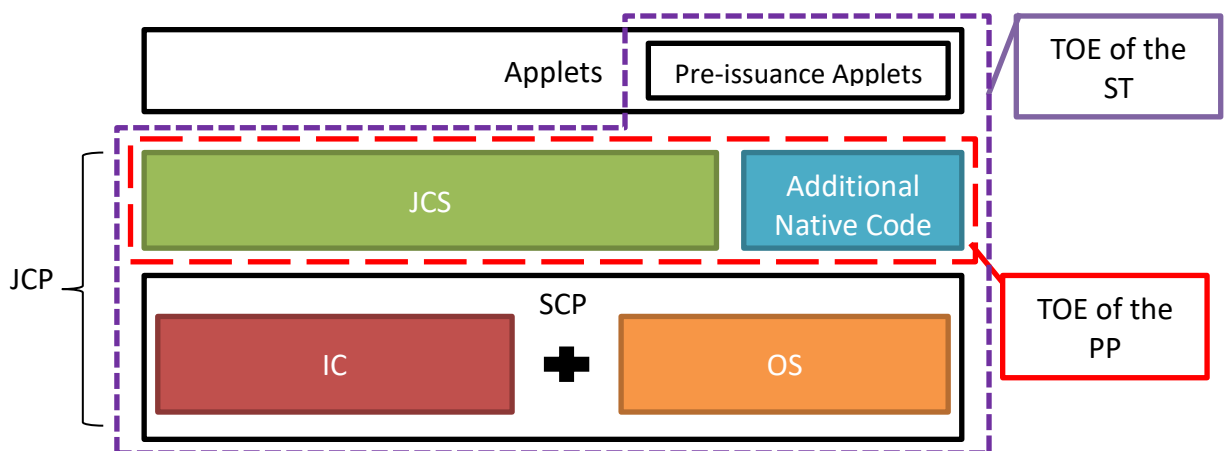 Applets
Pre-issuance Applets
TOE of the
ST
JCS
Additional
Native Code
JCP
SCP
IC
OS
TOE of the
PP